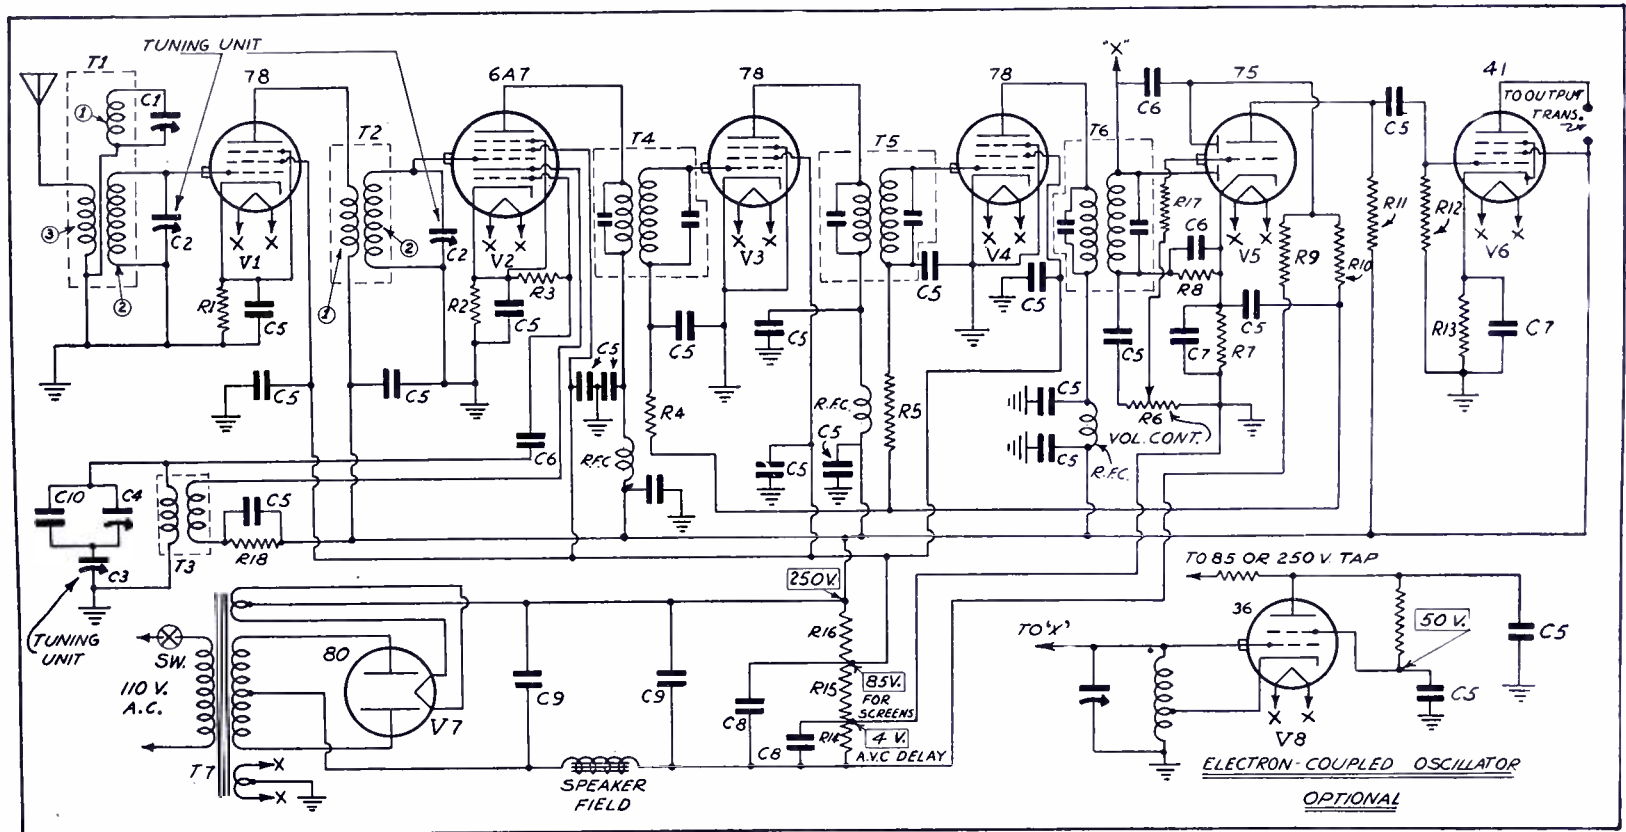 TUNING UNIT
"X"
T1
78
6A7
78
78
75
41
1
C1
C6
C5
TO OUTPUT
TRANS.
T2
T4
T5
T6
3
C2
2
X X
V1
2
C2
X X
V2
X X
V3
X X
V4
R17
C6
X X
V5
R9
R10
R11
R12
X X
V6
R1
C5
1
R2
R3
C5
C5
C5
C5
C5
R8
C5
C5
C7
R7
R13
C7
C5
C5
C5
R4
R.F.C.
R5
C5
R6
VOL. CONT.
C6
R.F.C.
C5
C5
C5
R.F.C.
C10
C4
C5
C3
T3
R18
TUNING
UNIT
SW.
110 V.
A.C.
T7
X
X
80
V7
C9
SPEAKER
FIELD
C9
250V.
R16
R15
85V.
FOR
SCREENS
C8
C8
R14
4 V.
A.V.C DELAY
TO 85 OR 250 V. TAP
36
TO 'X'
50 V.
C5
C5
X X
V8
ELECTRON-COUPLED OSCILLATOR
OPTIONAL